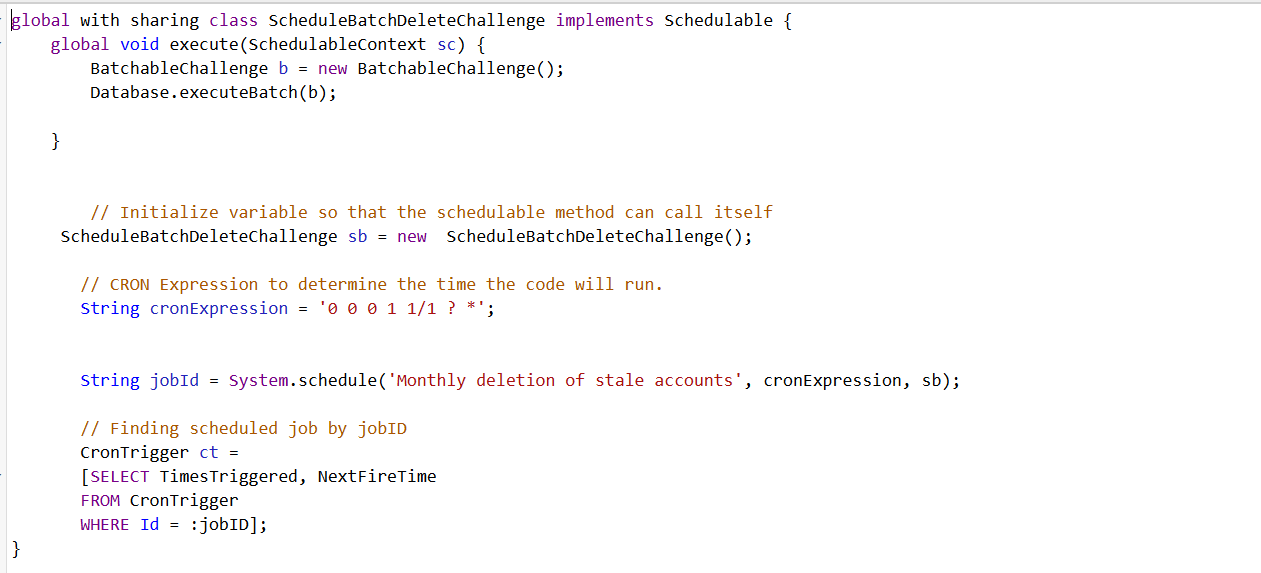 global with sharing class ScheduleBatchDeleteChallenge implements Schedulable {
global void execute(SchedulableContext sc) {
BatchableChallenge b = new BatchableChallenge();
Database.executeBatch(b);
}
// Initialize variable so that the schedulable method can call itself
ScheduleBatchDeleteChallenge sb = new  ScheduleBatchDeleteChallenge();
// CRON Expression to determine the time the code will run.
String cronExpression = '0 0 0 1 1/1 ? *';
String jobId = System.schedule('Monthly deletion of stale accounts', cronExpression, sb);
// Finding scheduled job by jobID
CronTrigger ct =
[SELECT TimesTriggered, NextFireTime
FROM CronTrigger
WHERE Id = :jobID];
}